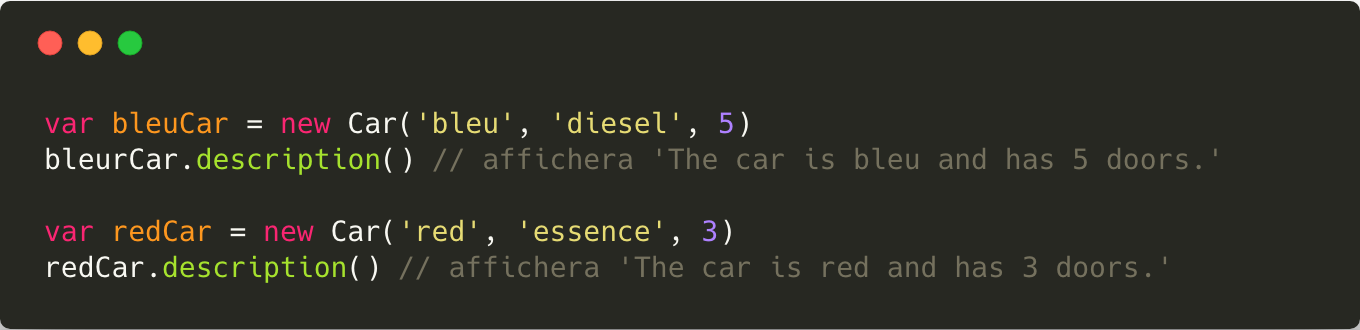 var bleuCar = new Car('bleu', 'diesel', 5)
bleurCar.description() // affichera 'The car is bleu and has 5 doors.'
var redCar = new Car('red', 'essence', 3)
redCar.description() // affichera 'The car is red and has 3 doors.'